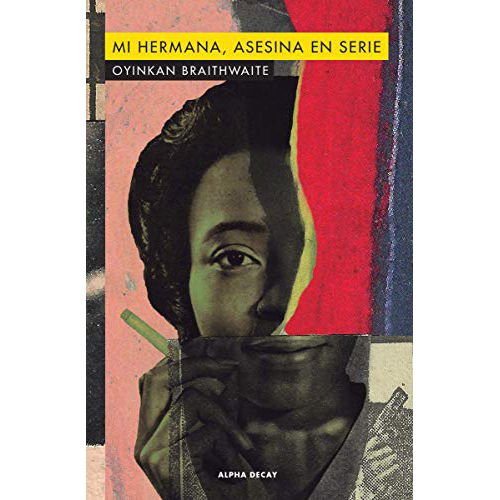 MI HERMANA, ASESINA EN SERIE
OYINKAN BRAITHWAITE
ALPHA DECAY